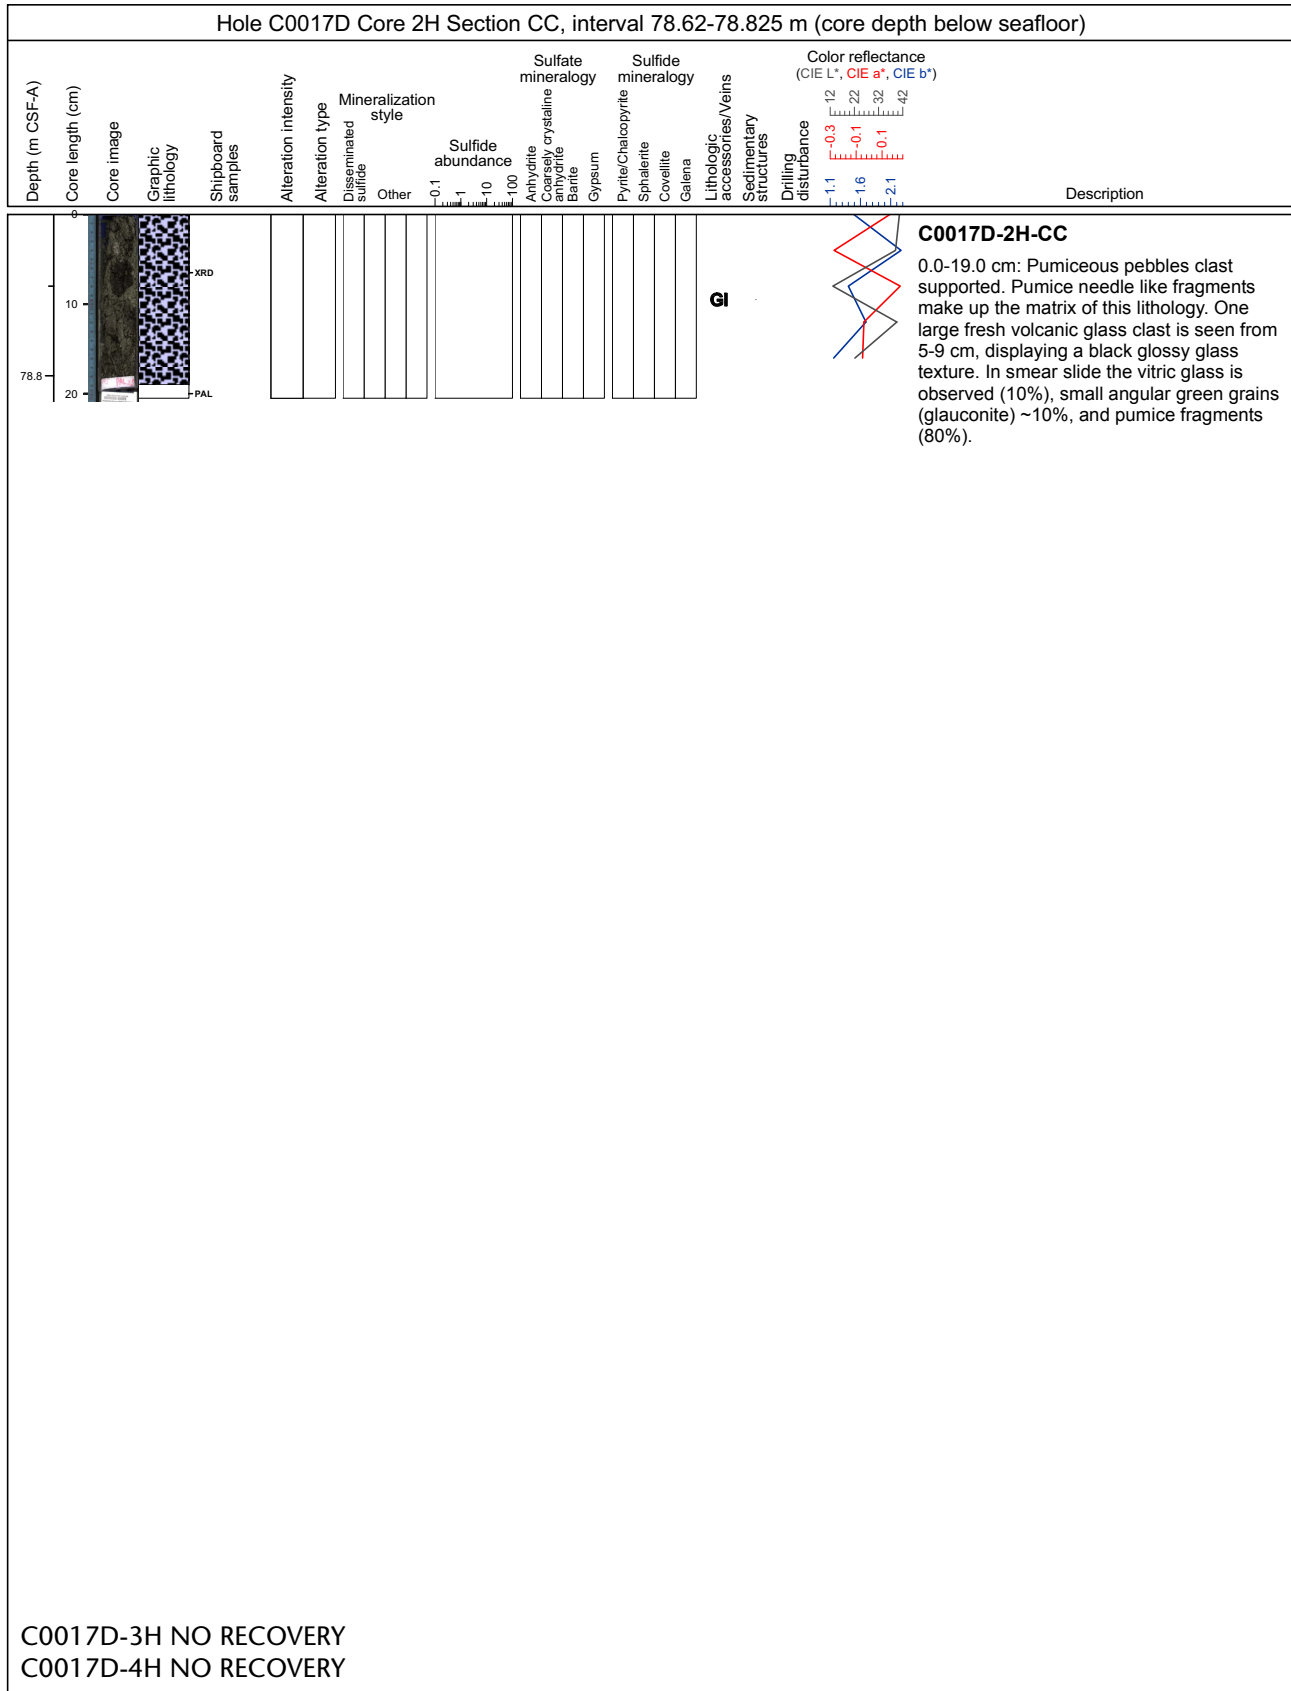 Hole C0017D Core 2H Section CC, interval 78.62-78.825 m (core depth below seafloor)
Depth (m CSF-A)
Core length (cm)
Core image
Graphic
lithology
Shipboard
samples
Alteration intensity
Alteration type
Mineralization
style
Disseminated
sulfide
Other
Sulfide
abundance
0.1
1
10
100
Sulfate
mineralogy
Anhydrite
Coarsely crystaline
anhydrite
Barite
Gypsum
Sulfide
mineralogy
Pyrite/Chalcopyrite
Sphalerite
Covellite
Galena
Lithologic
accessories/Veins
Sedimentary
structures
Drilling
disturbance
Color reflectance
(CIE L*, CIE a*, CIE b*)
12
22
32
42
-0.3
-0.1
0.1
1.1
1.6
2.1
Description
0
10
20
78.8
XRD
PAL
PAL
GI
C0017D-2H-CC
0.0-19.0 cm: Pumiceous pebbles clast
supported. Pumice needle like fragments
make up the matrix of this lithology. One
large fresh volcanic glass clast is seen from
5-9 cm, displaying a black glossy glass
texture. In smear slide the vitric glass is
observed (10%), small angular green grains
(glauconite) ~10%, and pumice fragments
(80%).
C0017D-3H NO RECOVERY
C0017D-4H NO RECOVERY